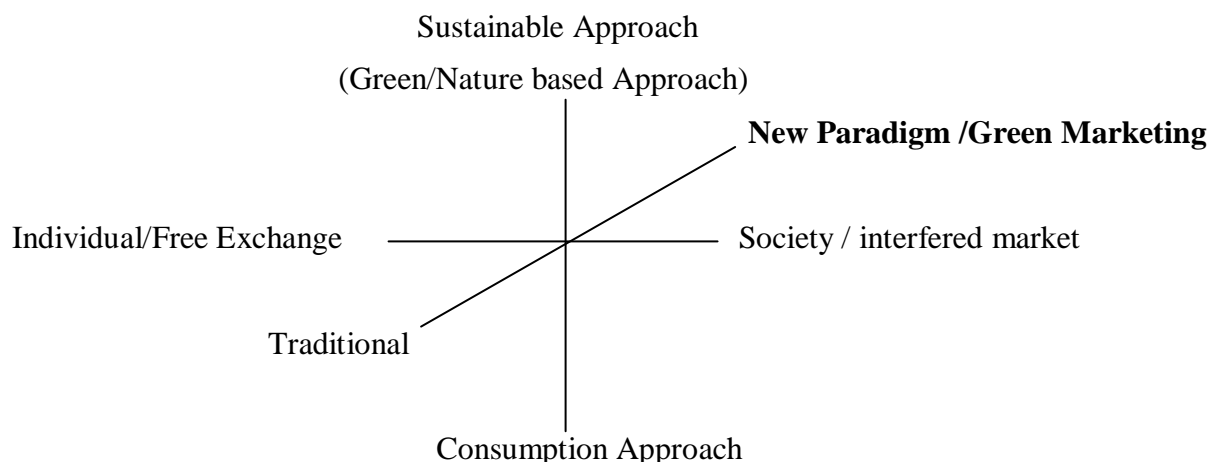 Sustainable Approach
(Green/Nature based Approach)
New Paradigm /Green Marketing
Individual/Free Exchange
Society / interfered market
Traditional
Consumption Approach